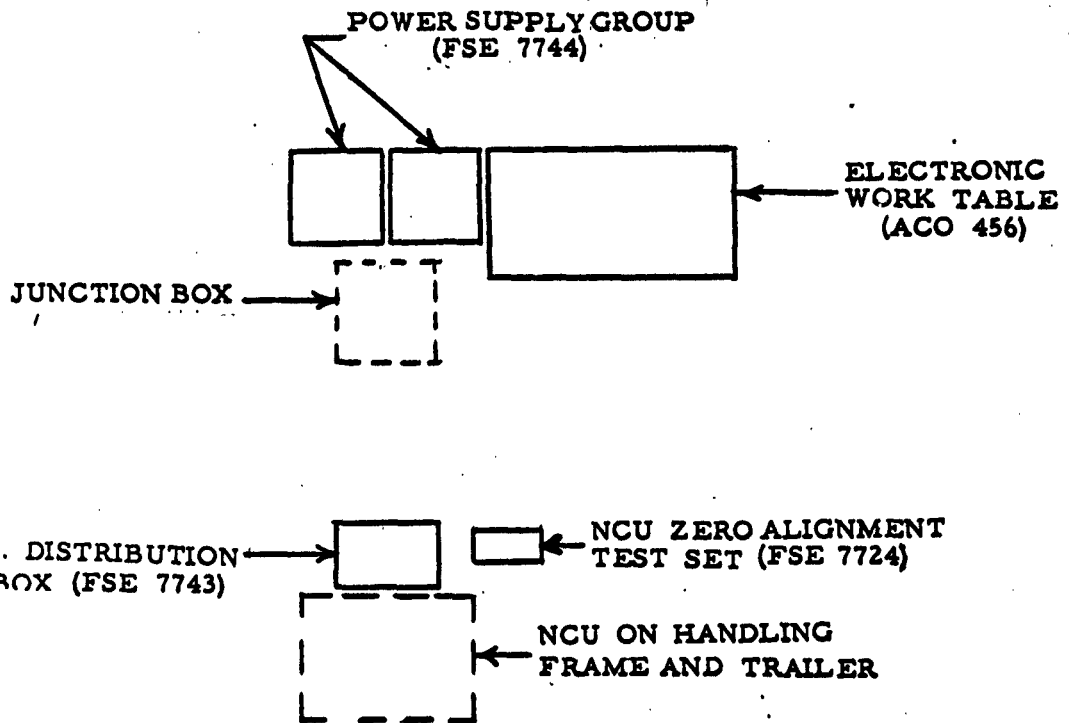 POWER SUPPLY GROUP
(FSE 7744)
ELECTRONIC
WORK TABLE
(ACO 456)
JUNCTION BOX
. DISTRIBUTION
BOX (FSE 7743)
NCU ZERO ALIGNMENT
TEST SET (FSE 7724)
NCU ON HANDLING
FRAME AND TRAILER